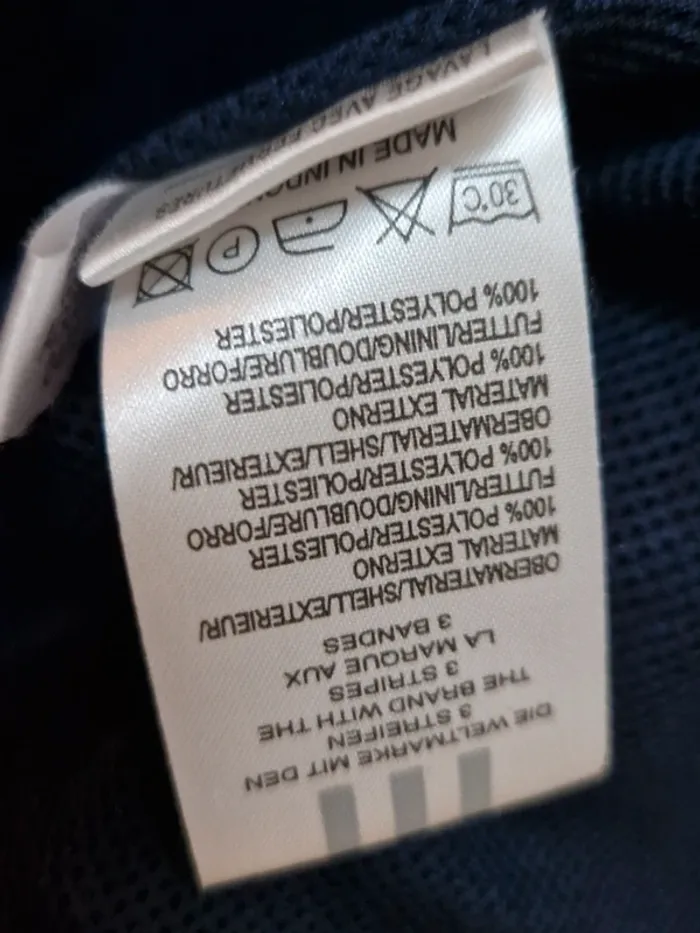 DIE WELTMARKE MIT DEN
3 STREIFEN
THE BRAND WITH THE
3 STRIPES
LA MARQUE AUX
3 BANDES
OBERMATERIAL/SHELL/EXTERIEUR/
MATERIAL EXTERNO
100% POLYESTER/POLIESTER
FUTTER/LINING/DOUBLURE/FORRO
100% POLYESTER/POLIESTER
OBERMATERIAL/SHELL/EXTERIEUR/
MATERIAL EXTERNO
100% POLYESTER/POLIESTER
FUTTER/LINING/DOUBLURE/FORRO
100% POLYESTER/POLIESTER
30°C P
MADE IN
LAVAGE AVEC